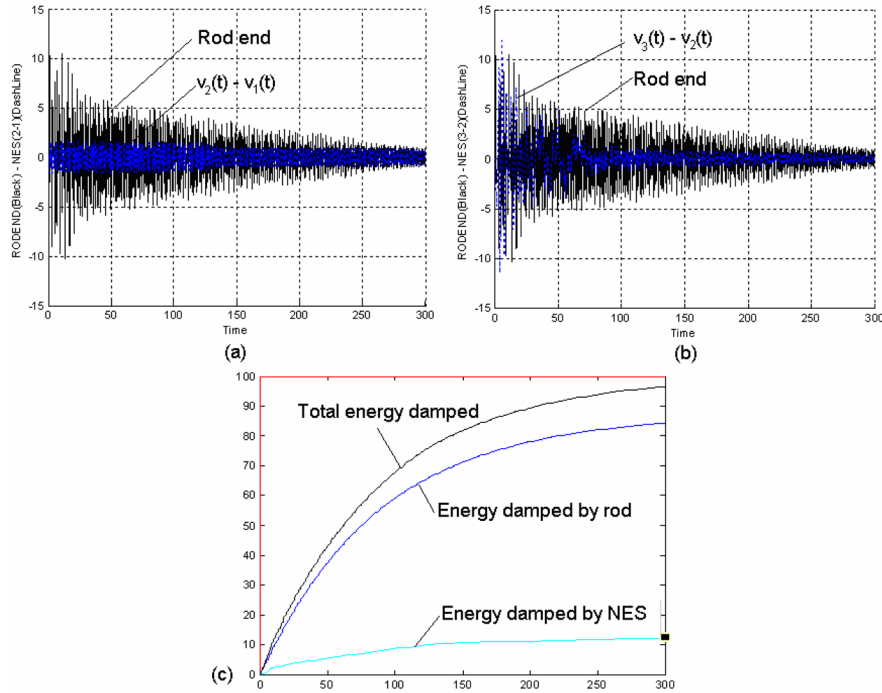 15
10
5
0
-5
-10
-15
RODEND(Black) - NES(2-1)(DashLine)
Rod end
v2(t) - v1(t)
0 50 100 150 200 250 300
Time
(a)
15
10
5
0
-5
-10
-15
RODEND(Black) - NES(3-2)(DashLine)
v3(t) - v2(t)
Rod end
0 50 100 150 200 250 300
Time
(b)
100
90
80
70
60
50
40
30
20
10
0
Total energy damped
Energy damped by rod
Energy damped by NES
(c)
0 50 100 150 200 250 300